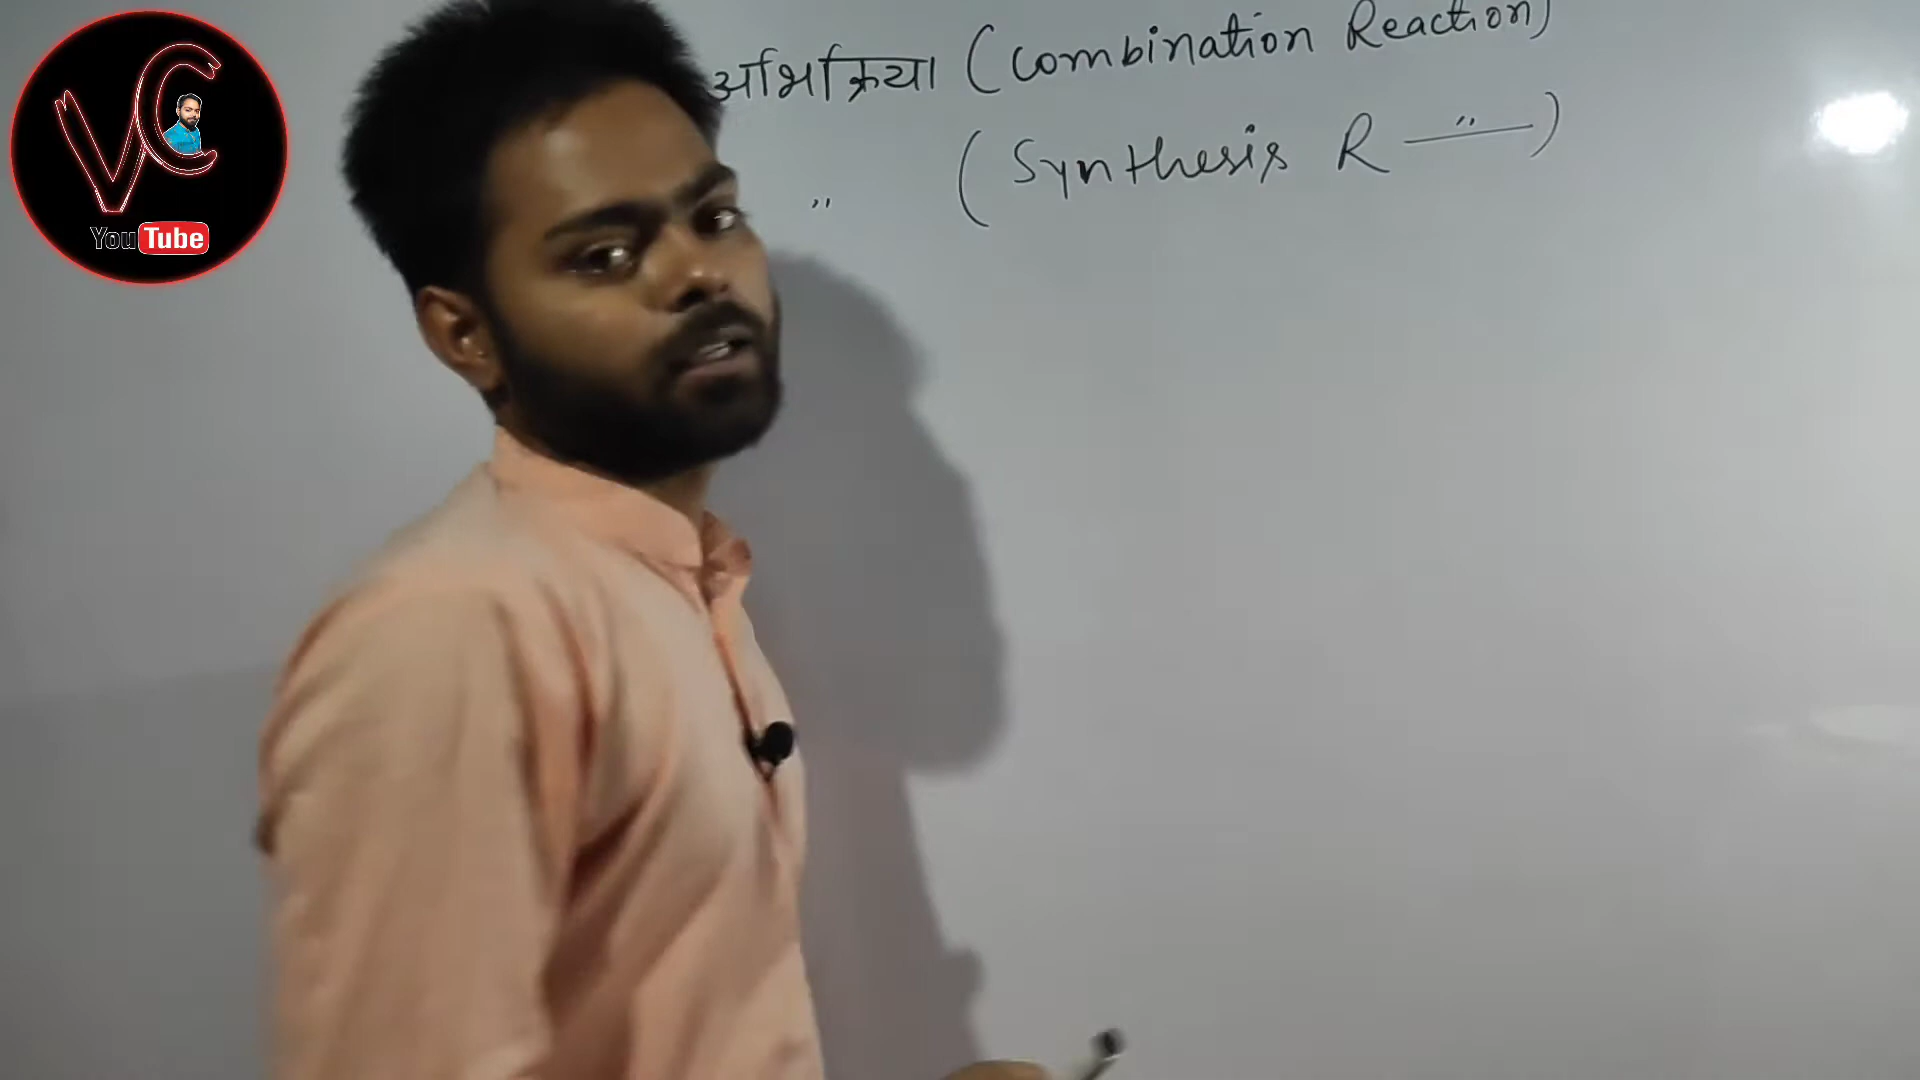 VC
YouTube
अभिक्रिया (Combination Reaction)
" (Synthesis R — " —)